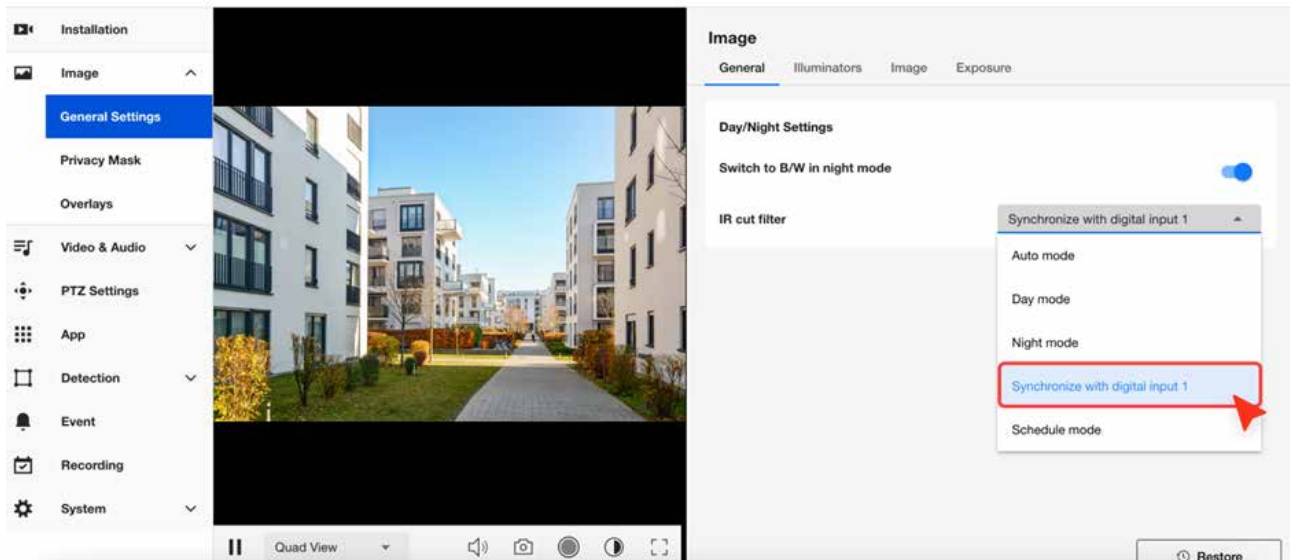 Installation
Image
General Settings
Privacy Mask
Overlays
Video & Audio
PTZ Settings
App
Detection
Event
Recording
System
Quad View
Image
General Illuminators Image Exposure
Day/Night Settings
Switch to B/W in night mode
IR cut filter
Synchronize with digital input 1
Auto mode
Day mode
Night mode
Synchronize with digital input 1
Schedule mode
Restore